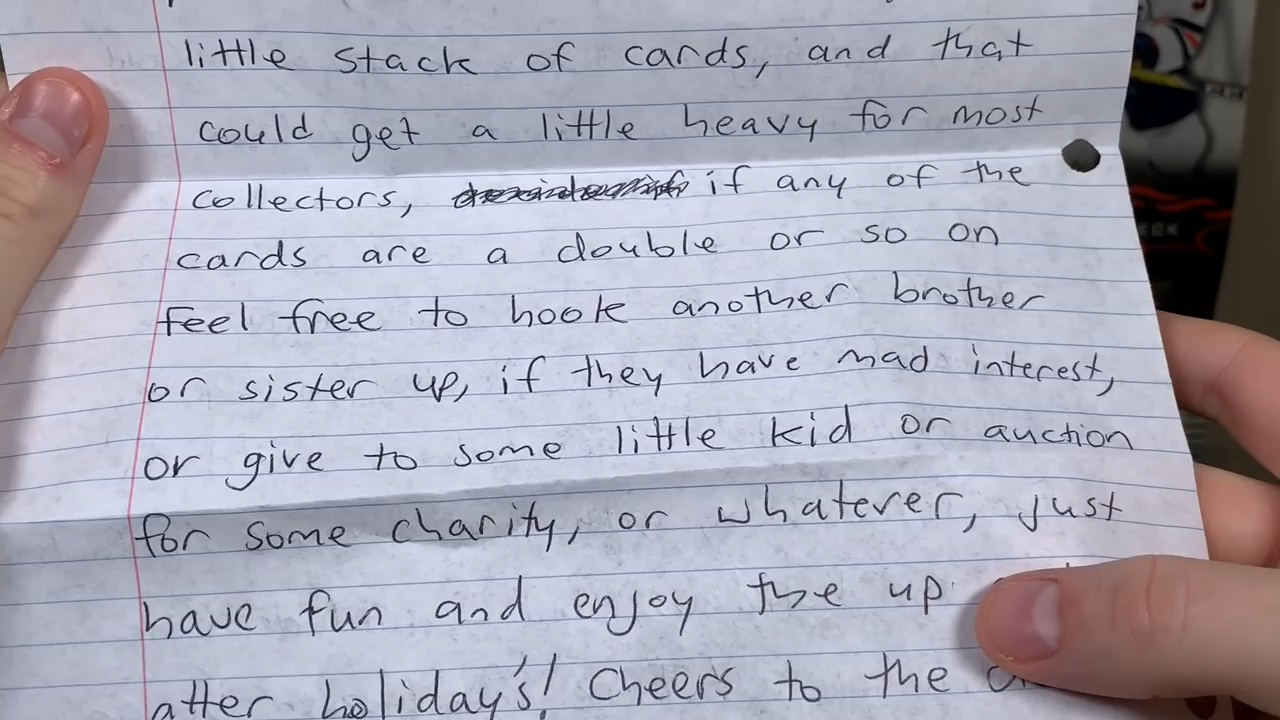 little stack of cards, and that
could get a little heavy for most
collectors, if any of the
cards are a double or so on
feel free to hook another brother
or sister up, if they have mad interest,
or give to some little kid or auction
for some charity, or whatever, just
have fun and enjoy the up
after holiday's! Cheers to the